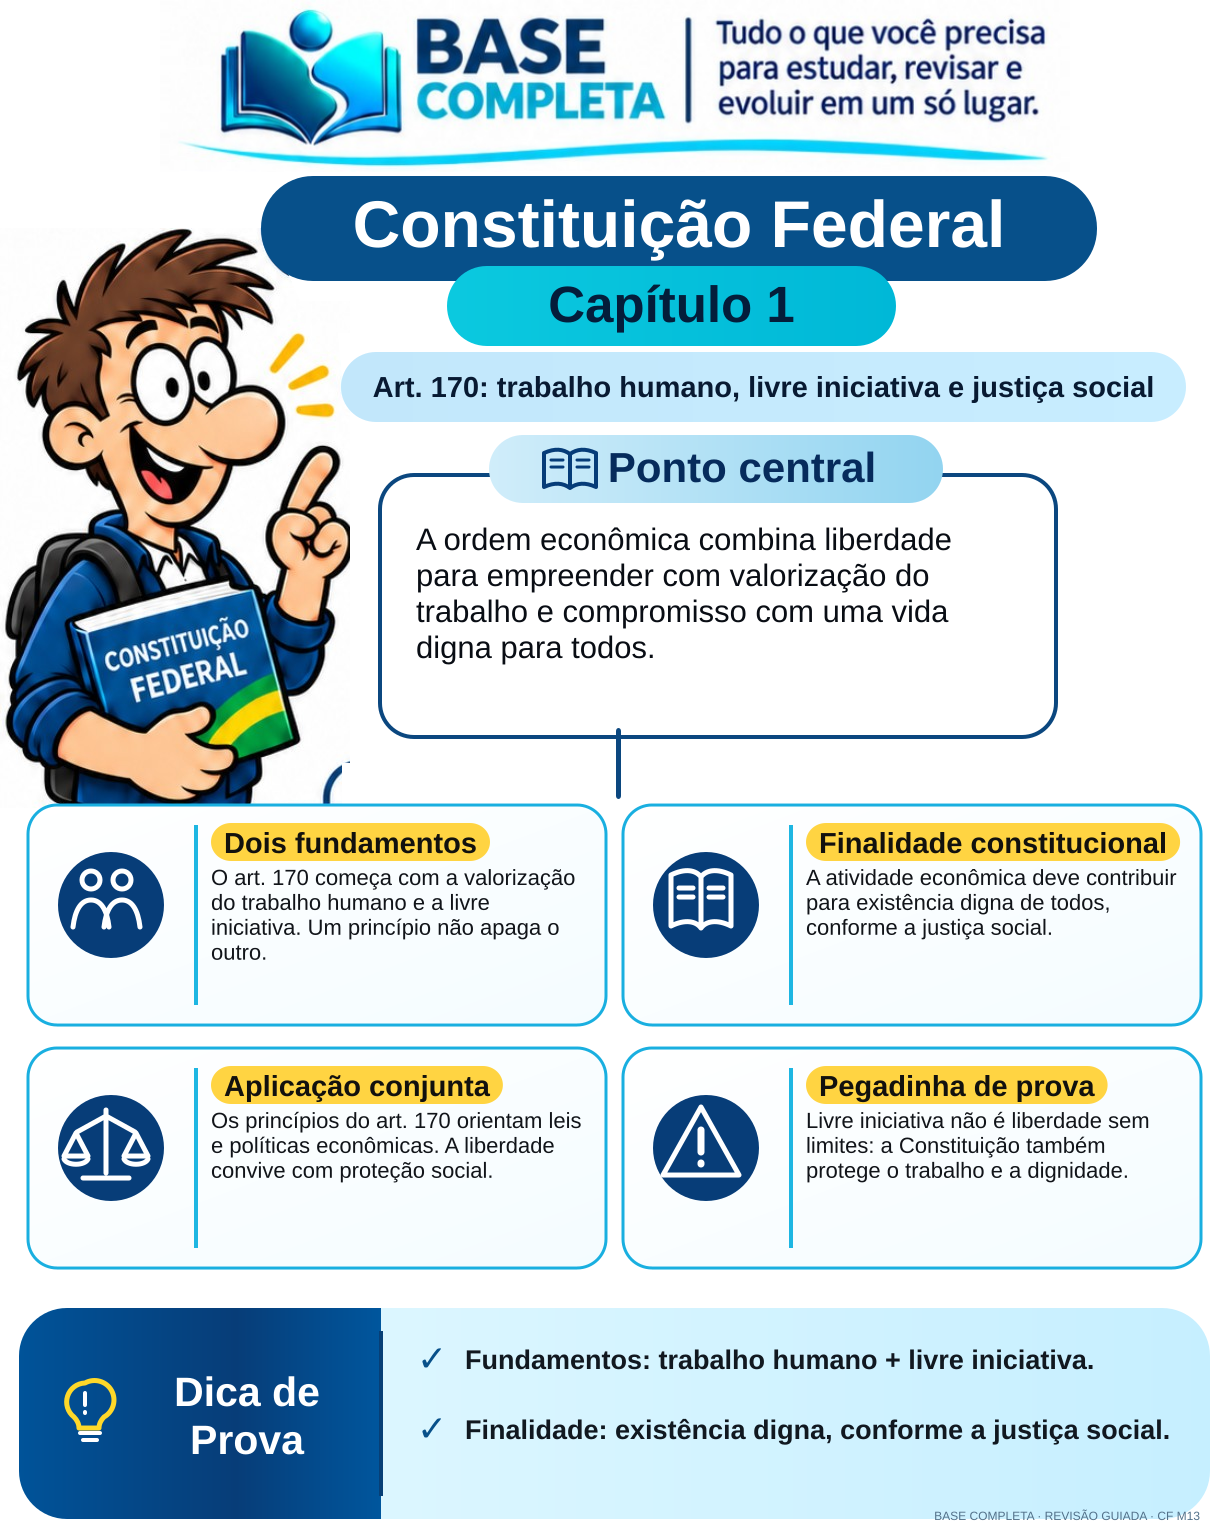 BASE
COMPLETA
Tudo o que você precisa
para estudar, revisar e
evoluir em um só lugar.
Constituição Federal
Capítulo 1
Art. 170: trabalho humano, livre iniciativa e justiça social
Ponto central
A ordem econômica combina liberdade
para empreender com valorização do
trabalho e compromisso com uma vida
digna para todos.
CONSTITUIÇÃO
FEDERAL
Dois fundamentos
O art. 170 começa com a valorização
do trabalho humano e a livre
iniciativa. Um princípio não apaga o
outro.
Finalidade constitucional
A atividade econômica deve contribuir
para existência digna de todos,
conforme a justiça social.
Aplicação conjunta
Os princípios do art. 170 orientam leis
e políticas econômicas. A liberdade
convive com proteção social.
Pegadinha de prova
Livre iniciativa não é liberdade sem
limites: a Constituição também
protege o trabalho e a dignidade.
Dica de
Prova
✓ Fundamentos: trabalho humano + livre iniciativa.
✓ Finalidade: existência digna, conforme a justiça social.
BASE COMPLETA · REVISÃO GUIADA · CF M13